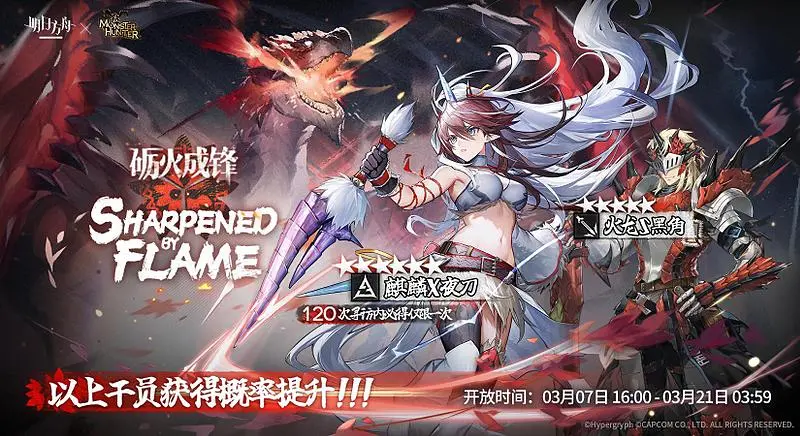 明日方舟 × MONSTER HUNTER
砺火成锋
SHARPENED
BY
FLAME
★★★★★
火龙S黑角
★★★★★★
麒麟X夜刀
120次寻访内必得仅限一次
以上干员获得概率提升!!!
开放时间：03月07日 16:00 - 03月21日 03:59
©Hypergryph ©CAPCOM CO., LTD. ALL RIGHTS RESERVED.